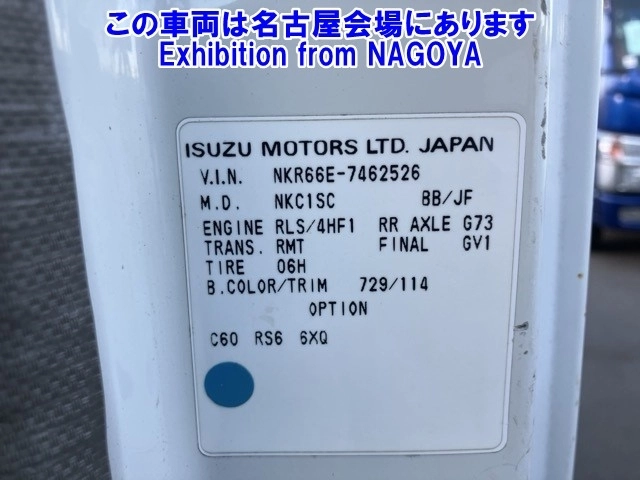 この車両は名古屋会場にあります
Exhibition from NAGOYA
ISUZU MOTORS LTD. JAPAN
V.I.N. NKR66E-7462526
M.D. NKC1SC BB/JF
ENGINE RLS/4HF1 RR AXLE G73
TRANS. RMT FINAL GV1
TIRE 06H
B.COLOR/TRIM 729/114
OPTION
C60 RS6 6XQ